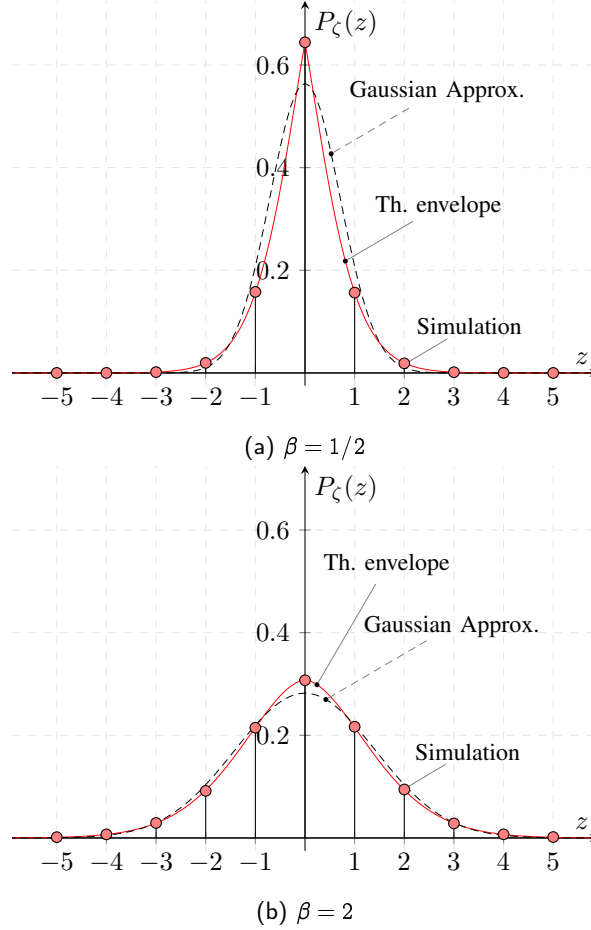 P_ζ(z)
0.6
Gaussian Approx.
0.4
Th. envelope
0.2
Simulation
z
−5 −4 −3 −2 −1 1 2 3 4 5
(a) β = 1/2
P_ζ(z)
0.6
Th. envelope
0.4
Gaussian Approx.
0.2
Simulation
z
−5 −4 −3 −2 −1 1 2 3 4 5
(b) β = 2